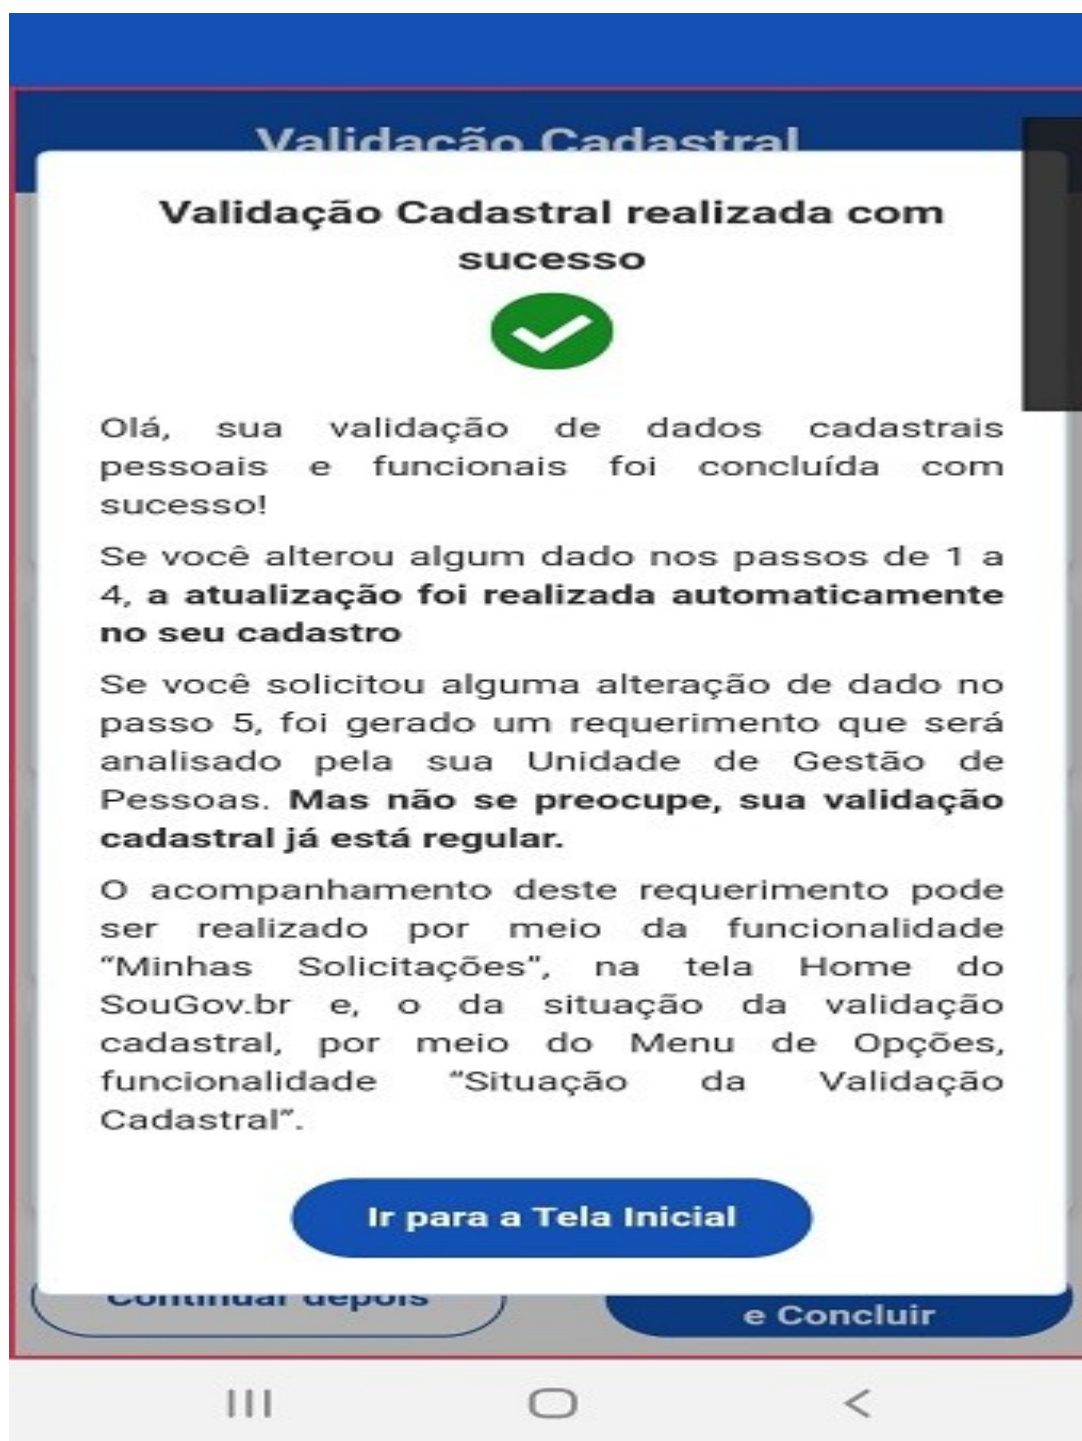 Validação Cadastral
Validação Cadastral realizada com
sucesso
Olá, sua validação de dados cadastrais
pessoais e funcionais foi concluída com
sucesso!
Se você alterou algum dado nos passos de 1 a
4, a atualização foi realizada automaticamente
no seu cadastro
Se você solicitou alguma alteração de dado no
passo 5, foi gerado um requerimento que será
analisado pela sua Unidade de Gestão de
Pessoas. Mas não se preocupe, sua validação
cadastral já está regular.
O acompanhamento deste requerimento pode
ser realizado por meio da funcionalidade
“Minhas Solicitações”, na tela Home do
SouGov.br e, o da situação da validação
cadastral, por meio do Menu de Opções,
funcionalidade “Situação da Validação
Cadastral”.
Ir para a Tela Inicial
Continuar depois
e Concluir